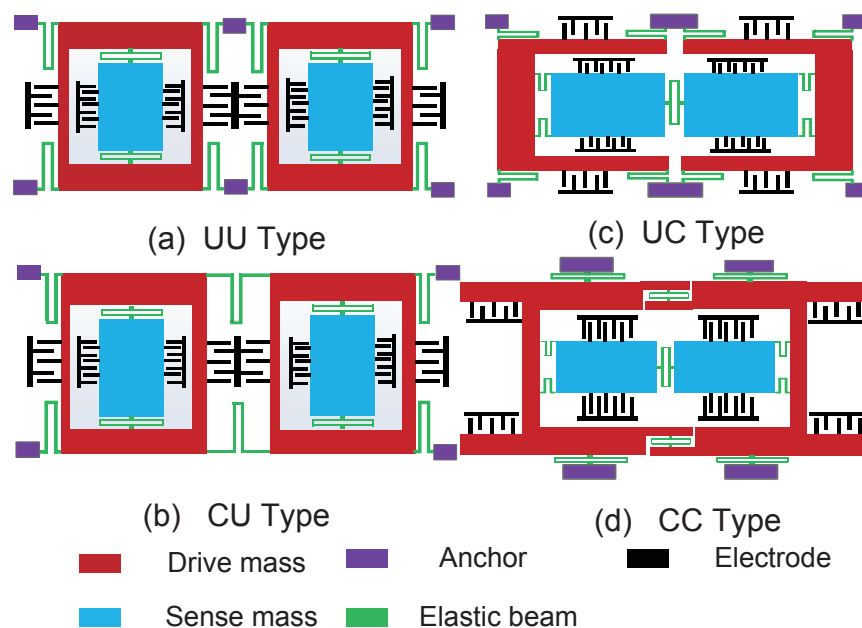 (a) UU Type
(c) UC Type
(b) CU Type
(d) CC Type
Drive mass
Anchor
Electrode
Sense mass
Elastic beam